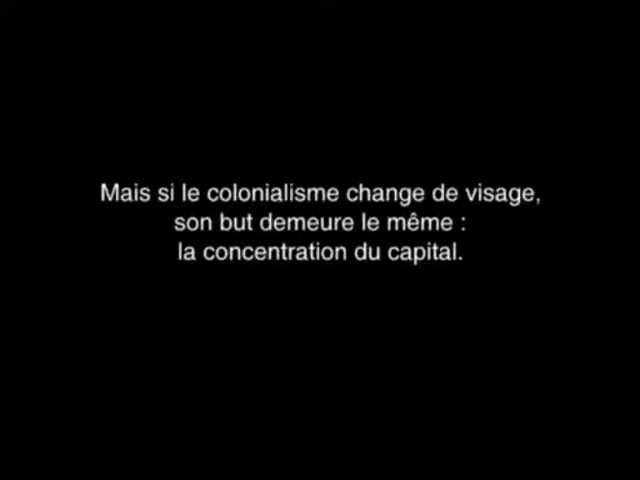 Mais si le colonialisme change de visage,
son but demeure le même :
la concentration du capital.